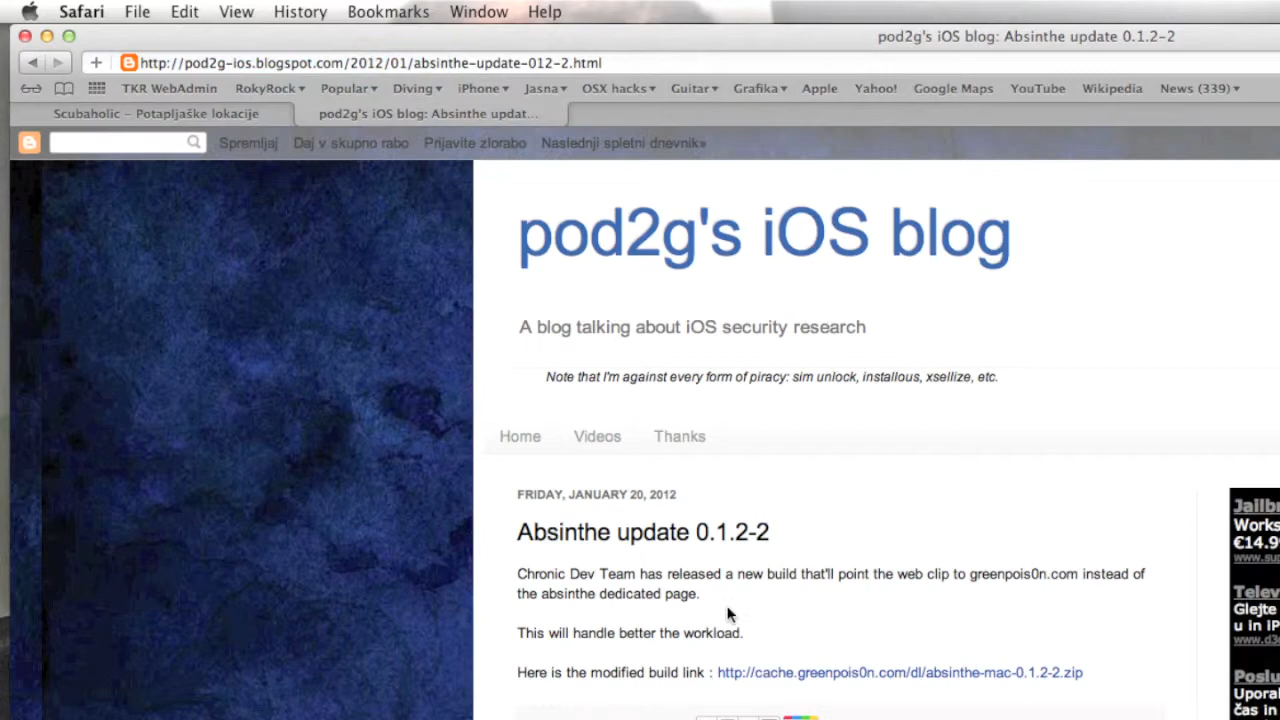 Safari File Edit View History Bookmarks Window Help
pod2g's iOS blog: Absinthe update 0.1.2-2
http://pod2g-ios.blogspot.com/2012/01/absinthe-update-012-2.html
TKR WebAdmin RokyRock Popular Diving iPhone Jasna OSX hacks Guitar Grafika Apple Yahoo! Google Maps YouTube Wikipedia News (339)
Scubaholic – Potapljaške lokacije pod2g's iOS blog: Absinthe updat...
Spremljaj Daj v skupno rabo Prijavite zlorabo Naslednji spletni dnevnik»
pod2g's iOS blog
A blog talking about iOS security research
Note that I'm against every form of piracy: sim unlock, installous, xsellize, etc.
Home Videos Thanks
FRIDAY, JANUARY 20, 2012
Absinthe update 0.1.2-2
Chronic Dev Team has released a new build that'll point the web clip to greenpois0n.com instead of
the absinthe dedicated page.
This will handle better the workload.
Here is the modified build link : http://cache.greenpois0n.com/dl/absinthe-mac-0.1.2-2.zip
Jailbr
Works
€14.9
www.su
Telev
Glejte
u in iP
www.d3
Poslu
Upora
čas in